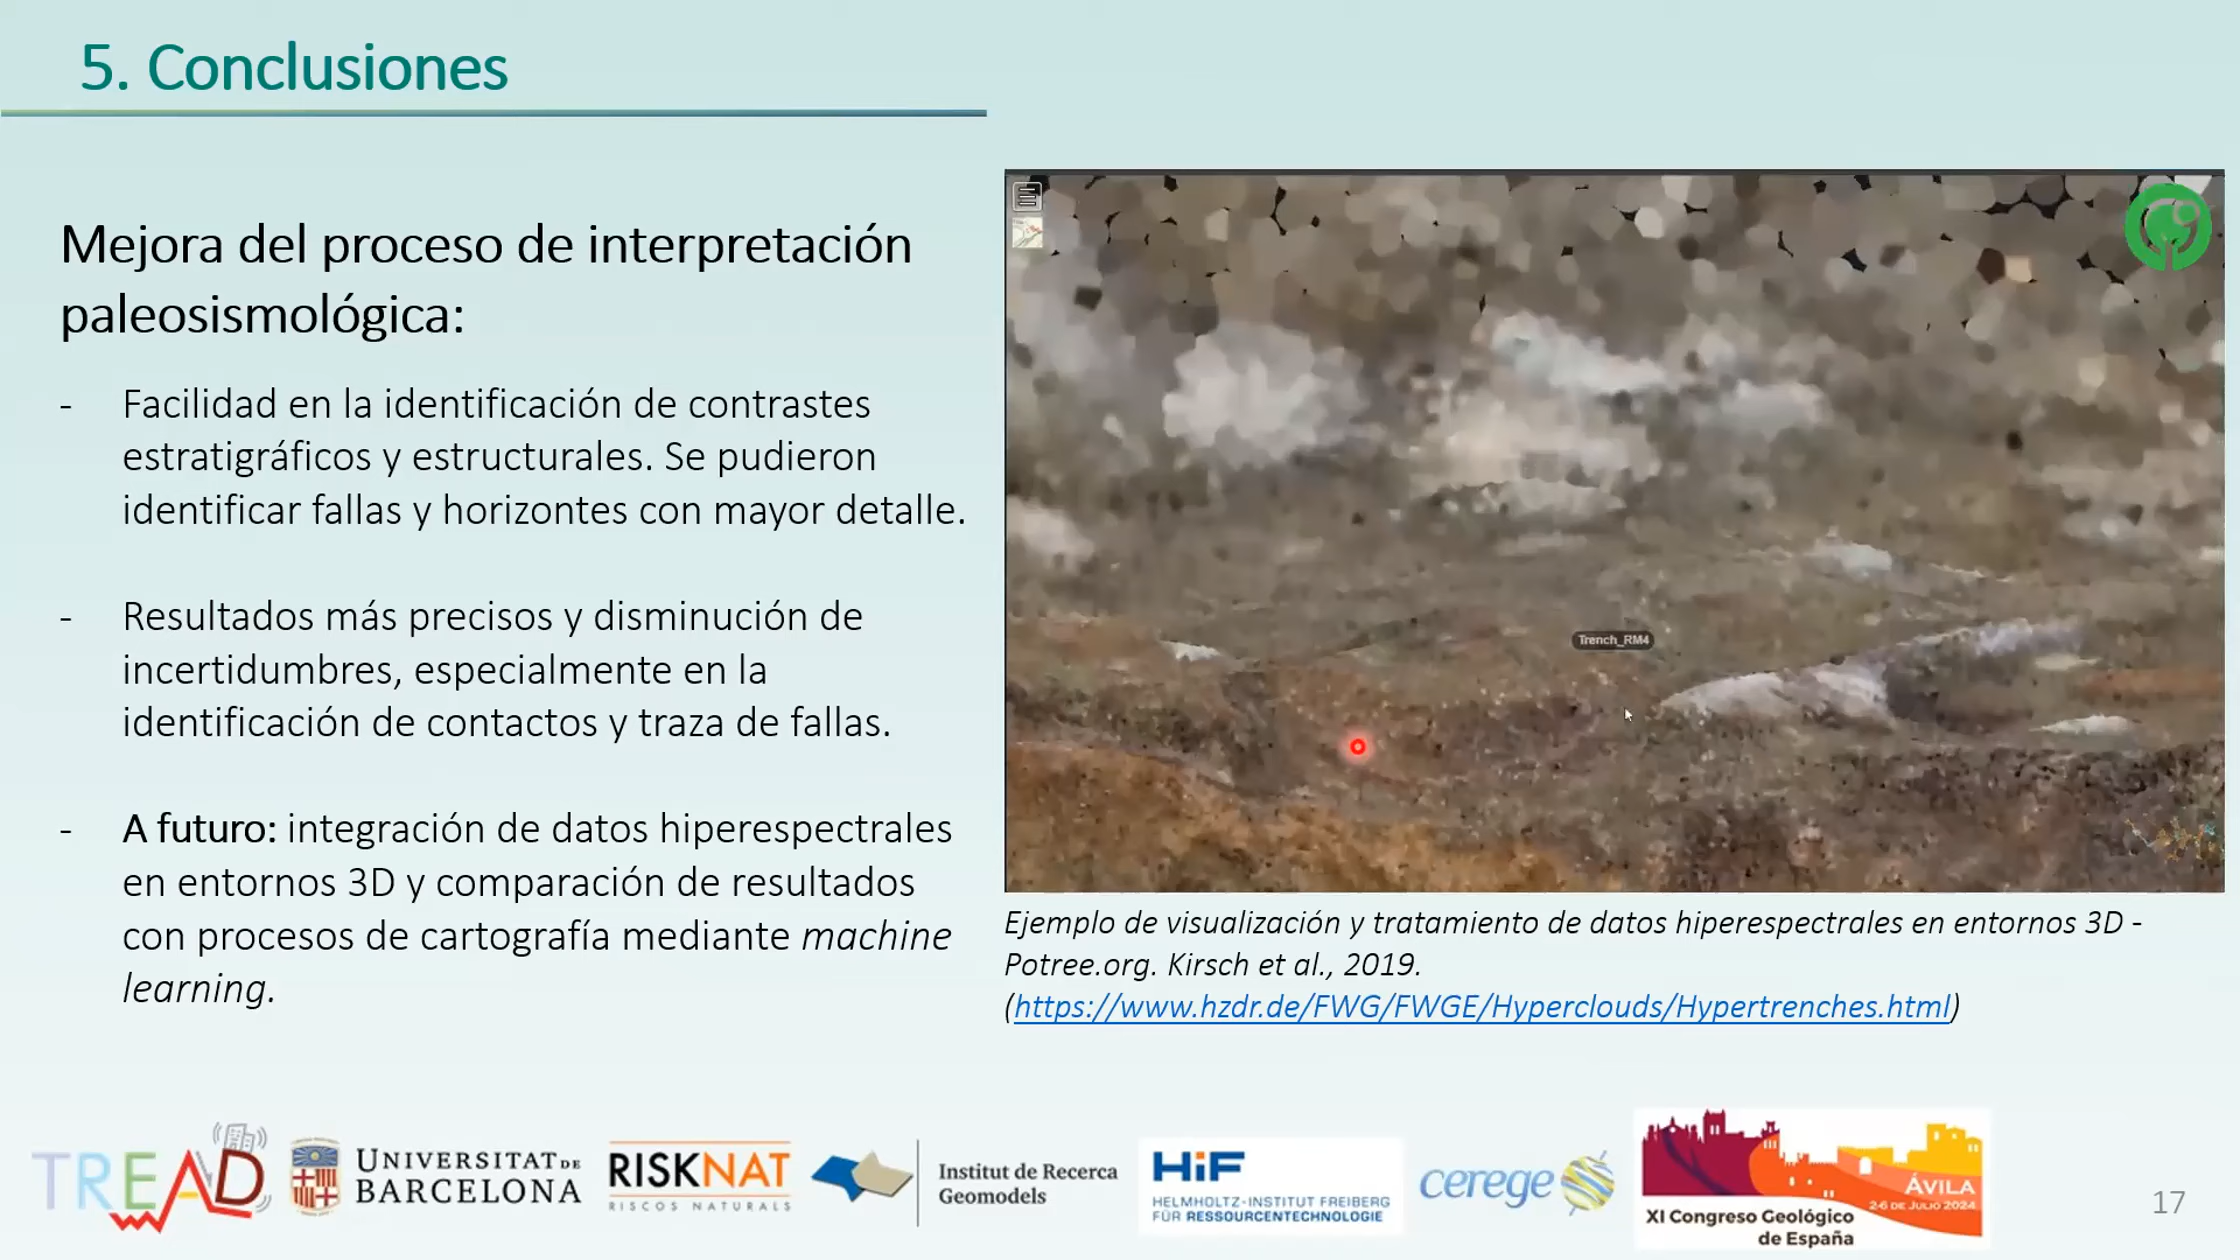 5. Conclusiones
Mejora del proceso de interpretación
paleosismológica:
- Facilidad en la identificación de contrastes
estratigráficos y estructurales. Se pudieron
identificar fallas y horizontes con mayor detalle.
- Resultados más precisos y disminución de
incertidumbres, especialmente en la
identificación de contactos y traza de fallas.
- A futuro: integración de datos hiperespectrales
en entornos 3D y comparación de resultados
con procesos de cartografía mediante machine
learning.
Trench_RM4
Ejemplo de visualización y tratamiento de datos hiperespectrales en entornos 3D -
Potree.org. Kirsch et al., 2019.
(https://www.hzdr.de/FWG/FWGE/Hyperclouds/Hypertrenches.html)
TREAD
UNIVERSITAT DE
BARCELONA
RISKNAT
RISCOS NATURALS
Institut de Recerca
Geomodels
HiF
HELMHOLTZ-INSTITUT FREIBERG
FÜR RESSOURCENTECHNOLOGIE
cerege
ÁVILA
2-6 DE JULIO 2024
XI Congreso Geológico
de España
17